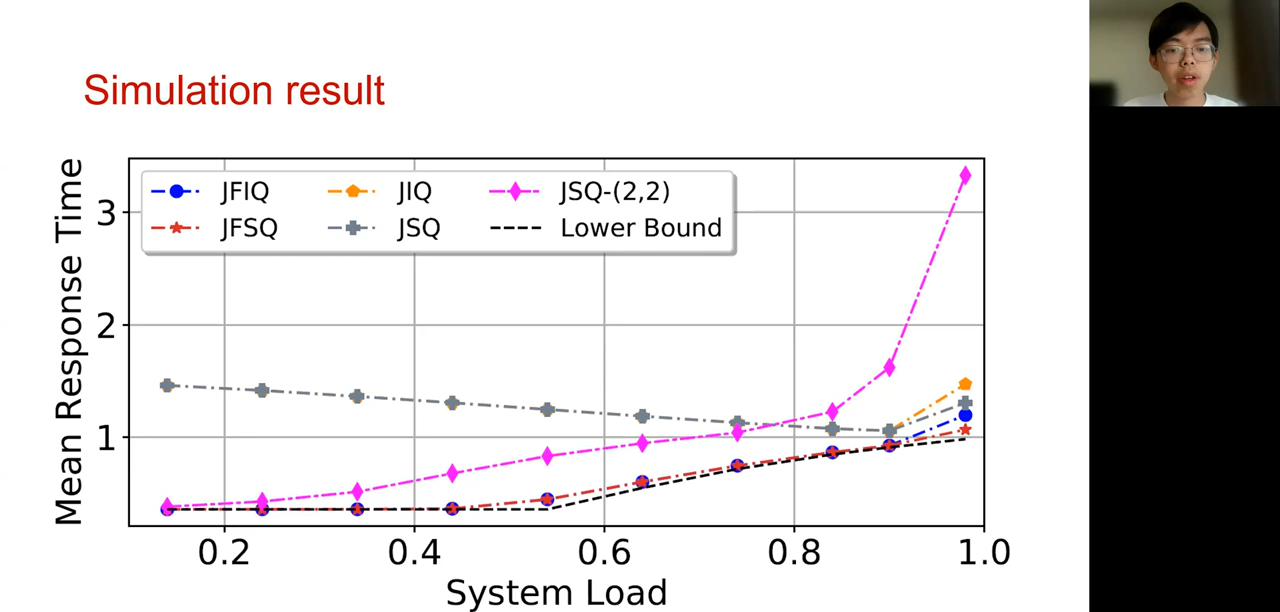 Simulation result
JFIQ JIQ JSQ-(2,2)
JFSQ JSQ Lower Bound
Mean Response Time
3
2
1
0.2 0.4 0.6 0.8 1.0
System Load